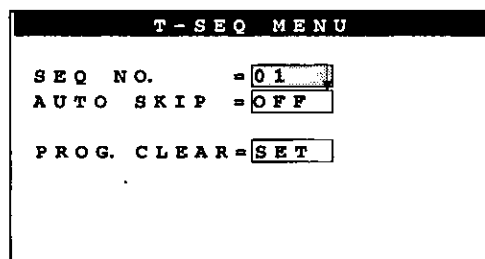 T-SEQ MENU
SEQ NO. =01
AUTO SKIP =OFF
PROG. CLEAR=SET